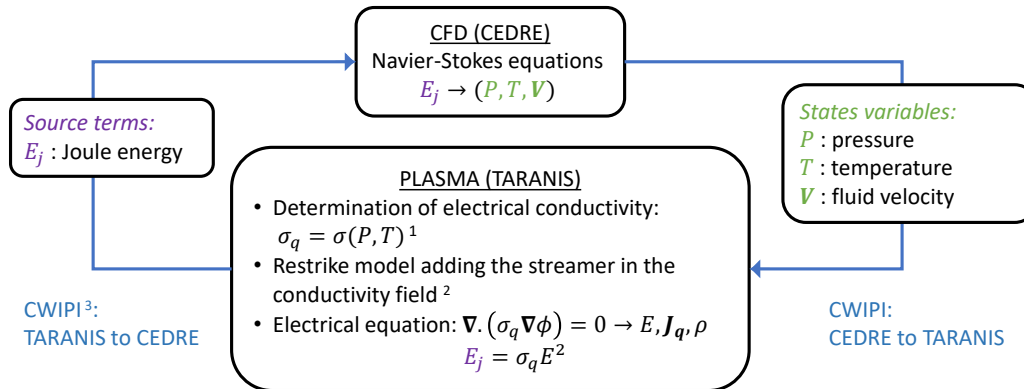 CFD (CEDRE)
Navier-Stokes equations
E_j → (P, T, V)
Source terms:
E_j : Joule energy
States variables:
P : pressure
T : temperature
V : fluid velocity
PLASMA (TARANIS)
• Determination of electrical conductivity:
σ_q = σ(P, T) ¹
• Restrike model adding the streamer in the
conductivity field ²
• Electrical equation: ∇. (σ_q ∇ϕ) = 0 → E, J_q, ρ
E_j = σ_q E²
CWIPI ³:
TARANIS to CEDRE
CWIPI:
CEDRE to TARANIS